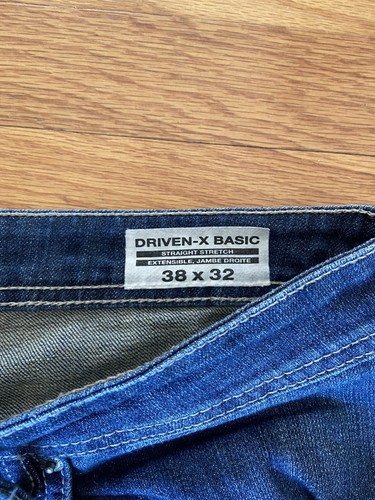 DRIVEN-X BASIC
STRAIGHT STRETCH
EXTENSIBLE, JAMBE DROITE
38 x 32